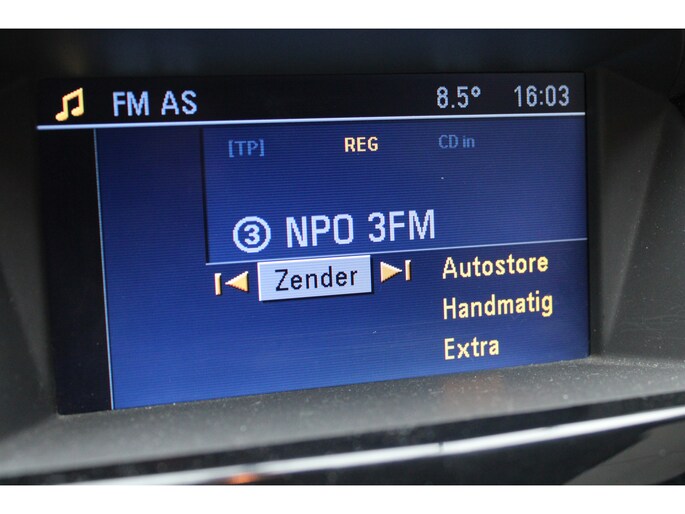 FM AS 8.5° 16:03
[TP] REG CD in
3 NPO 3FM
Zender
Autostore
Handmatig
Extra